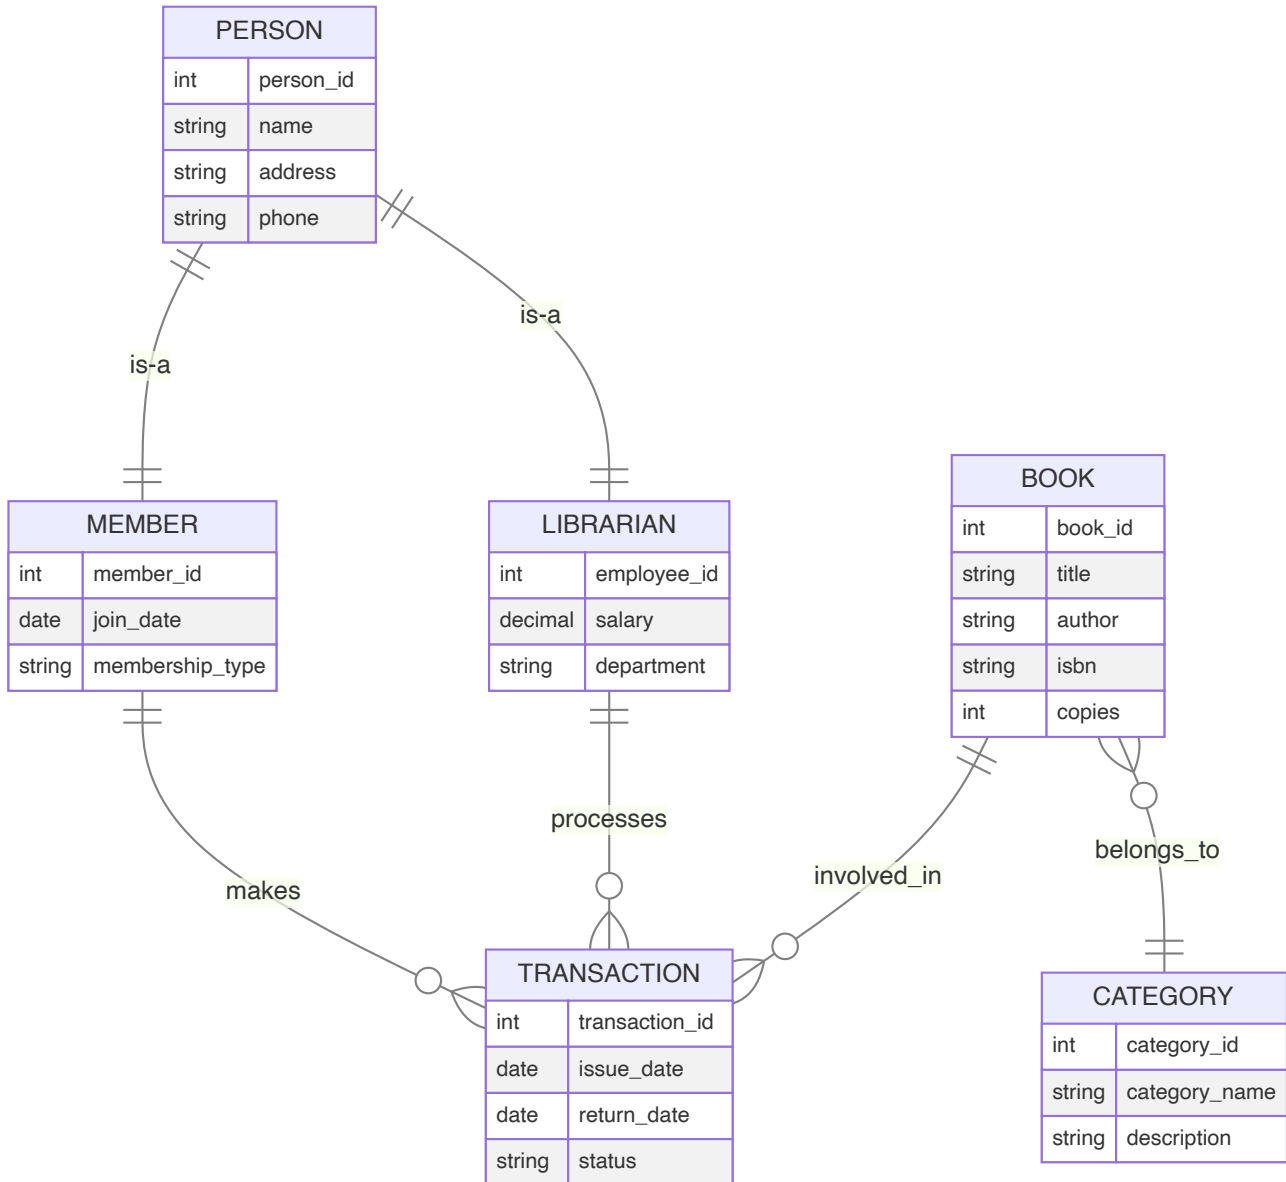 PERSON
int person_id
string name
string address
string phone
is-a
is-a
MEMBER
int member_id
date join_date
string membership_type
LIBRARIAN
int employee_id
decimal salary
string department
BOOK
int book_id
string title
string author
string isbn
int copies
makes
processes
involved_in
belongs_to
TRANSACTION
int transaction_id
date issue_date
date return_date
string status
CATEGORY
int category_id
string category_name
string description